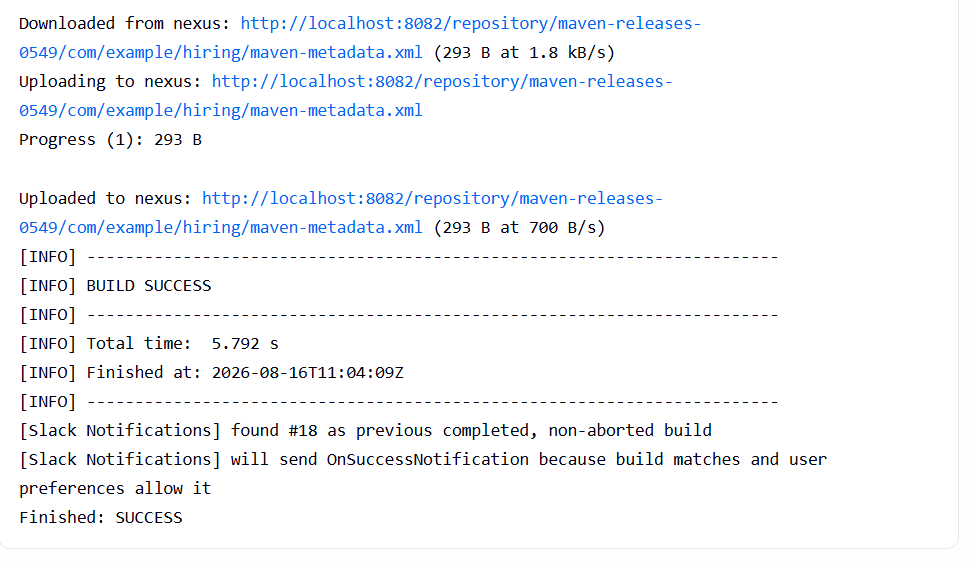 Downloaded from nexus: http://localhost:8082/repository/maven-releases-
0549/com/example/hiring/maven-metadata.xml (293 B at 1.8 kB/s)
Uploading to nexus: http://localhost:8082/repository/maven-releases-
0549/com/example/hiring/maven-metadata.xml
Progress (1): 293 B
Uploaded to nexus: http://localhost:8082/repository/maven-releases-
0549/com/example/hiring/maven-metadata.xml (293 B at 700 B/s)
[INFO] ------------------------------------------------------------------------
[INFO] BUILD SUCCESS
[INFO] ------------------------------------------------------------------------
[INFO] Total time:  5.792 s
[INFO] Finished at: 2026-08-16T11:04:09Z
[INFO] ------------------------------------------------------------------------
[Slack Notifications] found #18 as previous completed, non-aborted build
[Slack Notifications] will send OnSuccessNotification because build matches and user
preferences allow it
Finished: SUCCESS